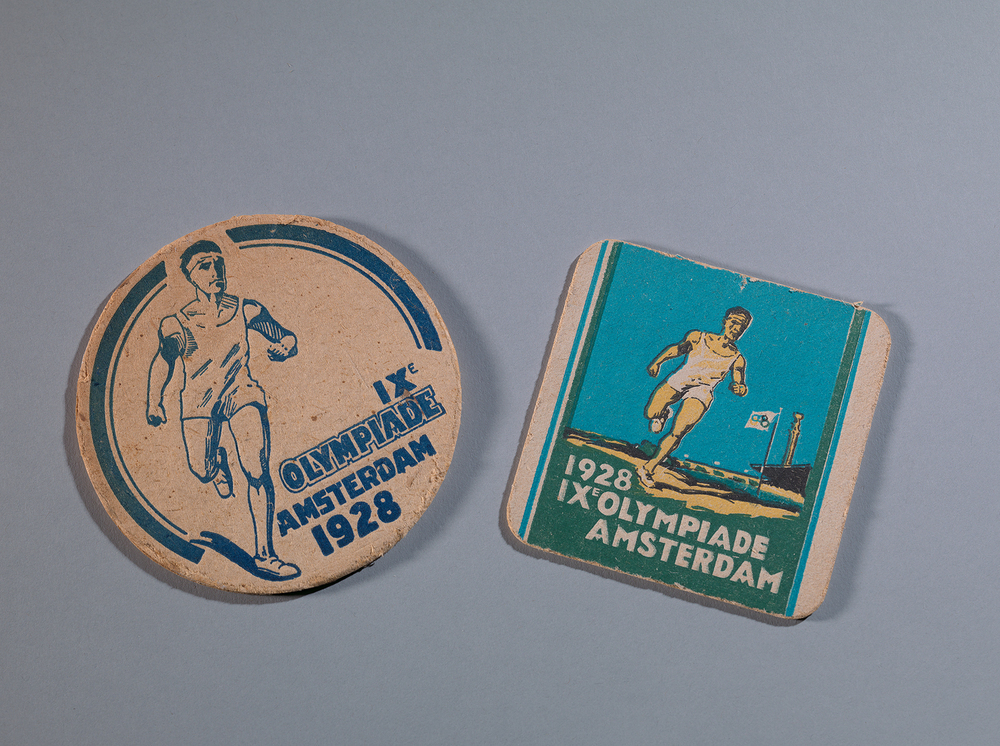 IXᴱ
OLYMPIADE
AMSTERDAM
1928
1928
IXᴱ OLYMPIADE
AMSTERDAM